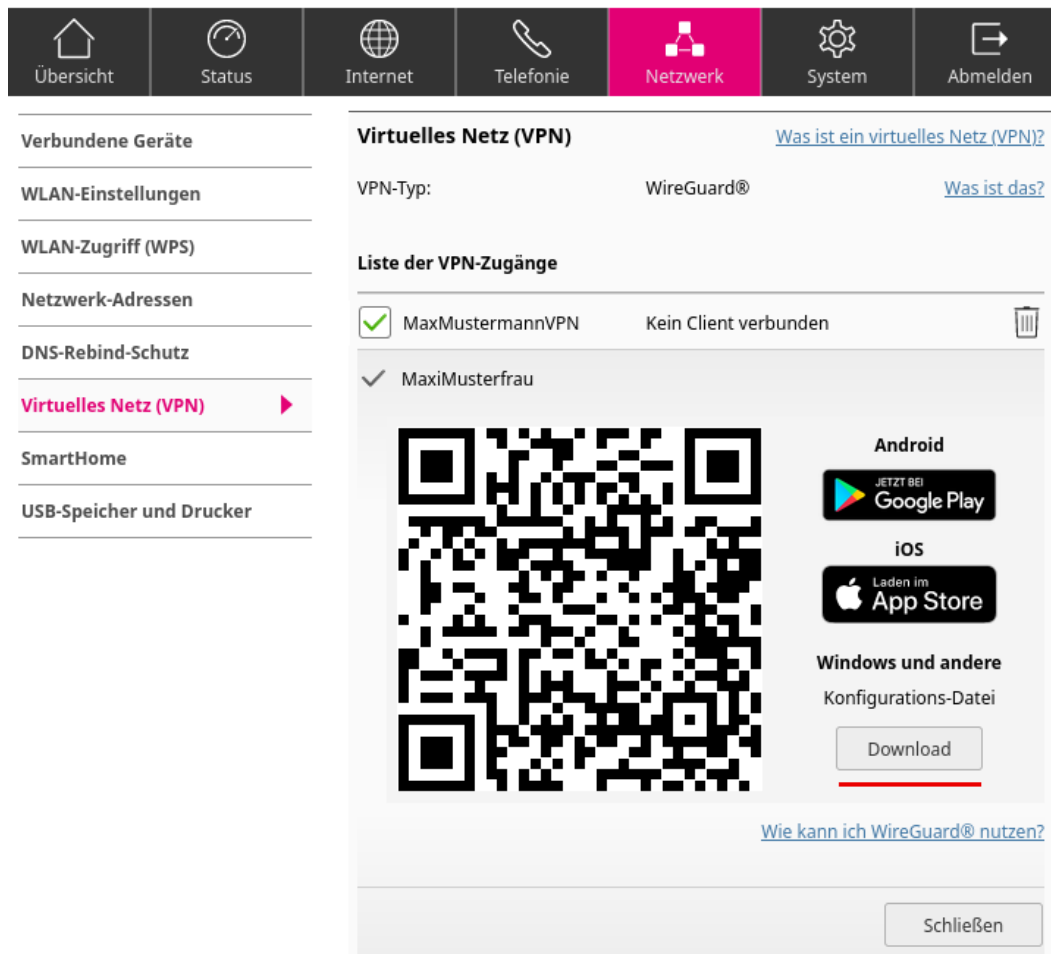 Übersicht
Status
Internet
Telefonie
Netzwerk
System
Abmelden
Verbundene Geräte
WLAN-Einstellungen
WLAN-Zugriff (WPS)
Netzwerk-Adressen
DNS-Rebind-Schutz
Virtuelles Netz (VPN)
SmartHome
USB-Speicher und Drucker
Virtuelles Netz (VPN) Was ist ein virtuelles Netz (VPN)?
VPN-Typ: WireGuard® Was ist das?
Liste der VPN-Zugänge
MaxMustermannVPN Kein Client verbunden
MaxiMusterfrau
Android
JETZT BEI
Google Play
iOS
Laden im
App Store
Windows und andere
Konfigurations-Datei
Download
Wie kann ich WireGuard® nutzen?
Schließen